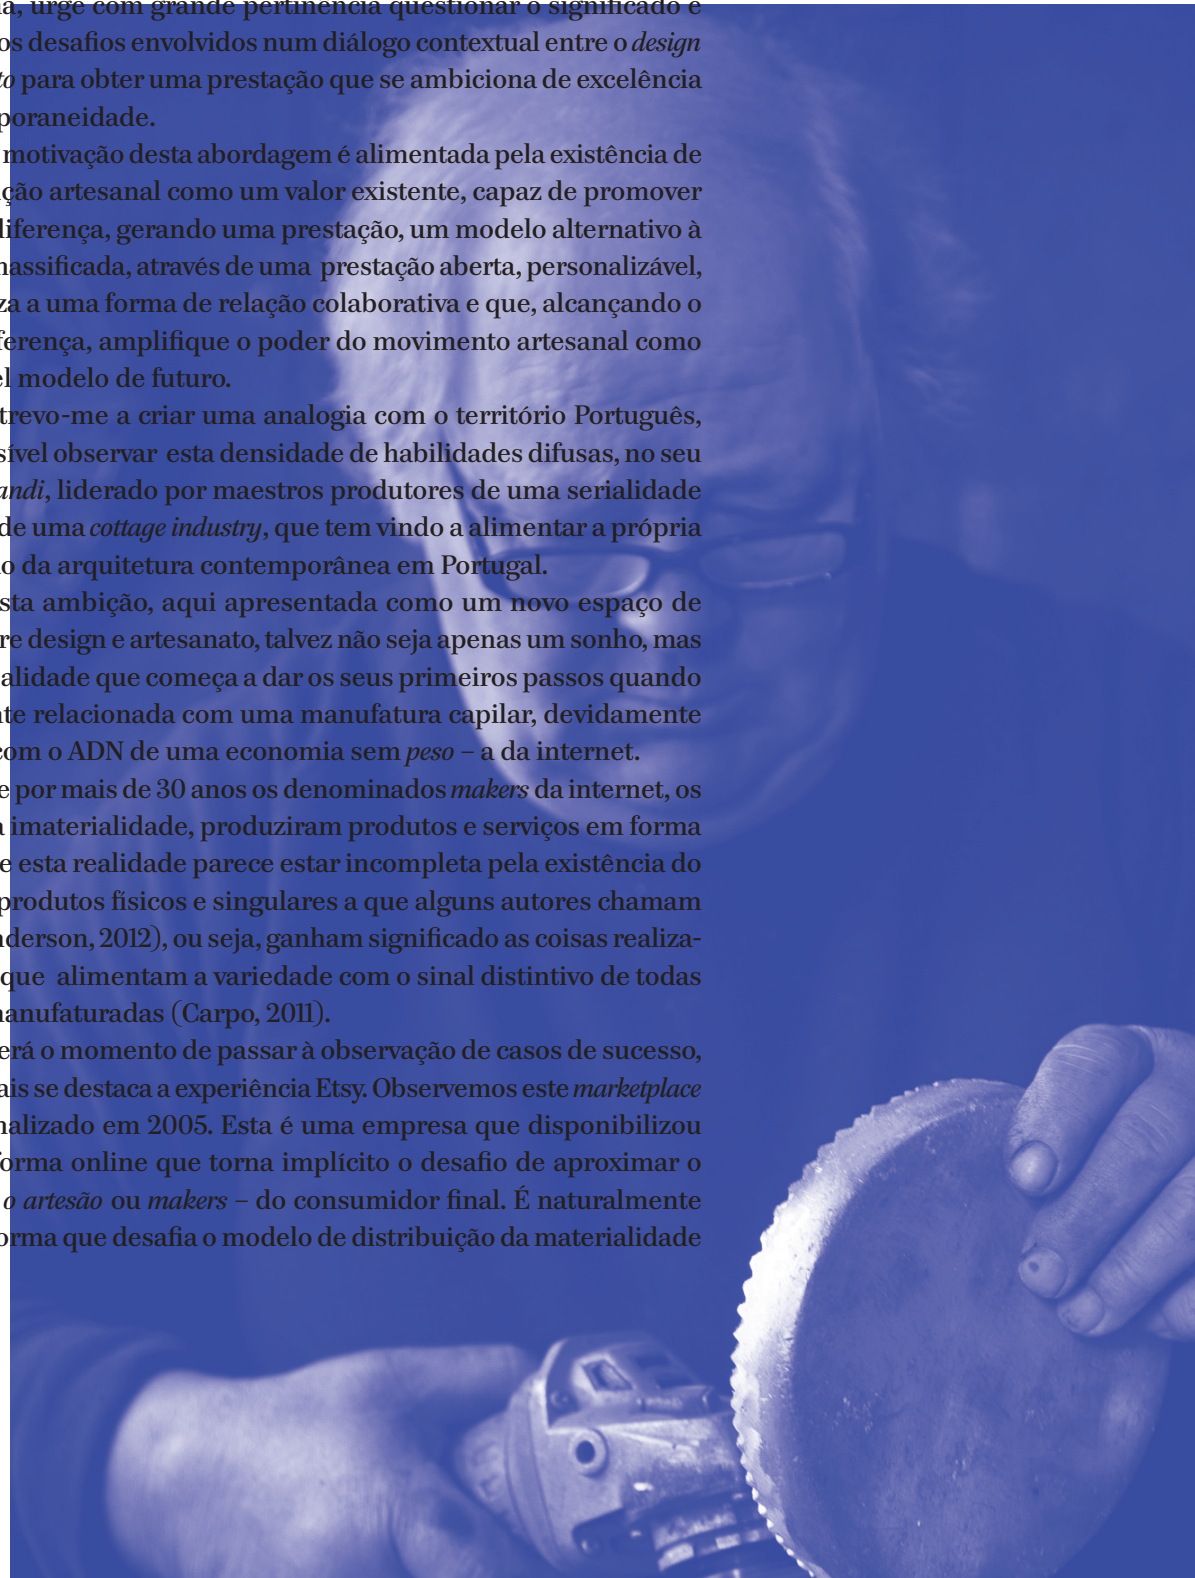 a, urge com grande pertinência questionar o significado e
os desafios envolvidos num diálogo contextual entre o design
to para obter uma prestação que se ambiciona de excelência
poraneidade.
motivação desta abordagem é alimentada pela existência de
ção artesanal como um valor existente, capaz de promover
diferença, gerando uma prestação, um modelo alternativo à
massificada, através de uma prestação aberta, personalizável,
za a uma forma de relação colaborativa e que, alcançando o
ferença, amplifique o poder do movimento artesanal como
el modelo de futuro.
trevo-me a criar uma analogia com o território Português,
sível observar esta densidade de habilidades difusas, no seu
andi, liderado por maestros produtores de uma serialidade
de uma cottage industry, que tem vindo a alimentar a própria
o da arquitetura contemporânea em Portugal.
sta ambição, aqui apresentada como um novo espaço de
re design e artesanato, talvez não seja apenas um sonho, mas
alidade que começa a dar os seus primeiros passos quando
te relacionada com uma manufatura capilar, devidamente
com o ADN de uma economia sem peso – a da internet.
e por mais de 30 anos os denominados makers da internet, os
a imaterialidade, produziram produtos e serviços em forma
e esta realidade parece estar incompleta pela existência do
produtos físicos e singulares a que alguns autores chamam
nderson, 2012), ou seja, ganham significado as coisas realiza-
que alimentam a variedade com o sinal distintivo de todas
manufaturadas (Carpo, 2011).
erá o momento de passar à observação de casos de sucesso,
ais se destaca a experiência Etsy. Observemos este marketplace
nalizado em 2005. Esta é uma empresa que disponibilizou
forma online que torna implícito o desafio de aproximar o
o artesão ou makers – do consumidor final. É naturalmente
orma que desafia o modelo de distribuição da materialidade